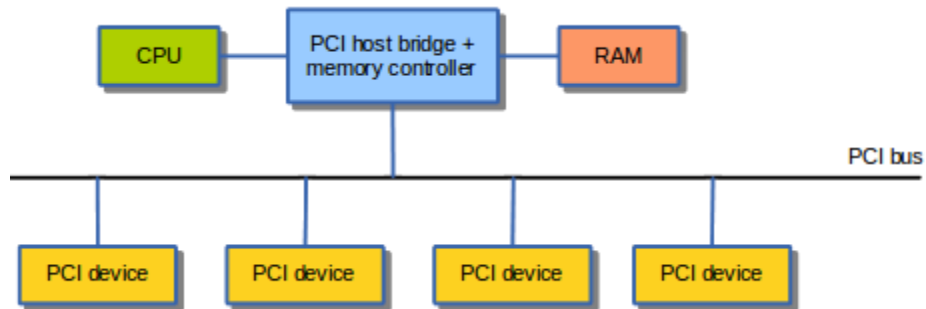 CPU
PCI host bridge +
memory controller
RAM
PCI bus
PCI device
PCI device
PCI device
PCI device